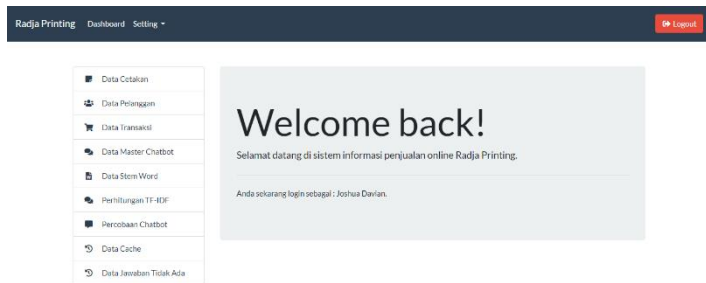 Radja Printing Dashboard Setting Logout
Data Cetakan
Data Pelanggan
Data Transaksi
Data Master Chatbot
Data Stem Word
Perhitungan TF-IDF
Percobaan Chatbot
Data Cache
Data Jawaban Tidak Ada
Welcome back!
Selamat datang di sistem informasi penjualan online Radja Printing.
Anda sekarang login sebagai : Joshua Davian.